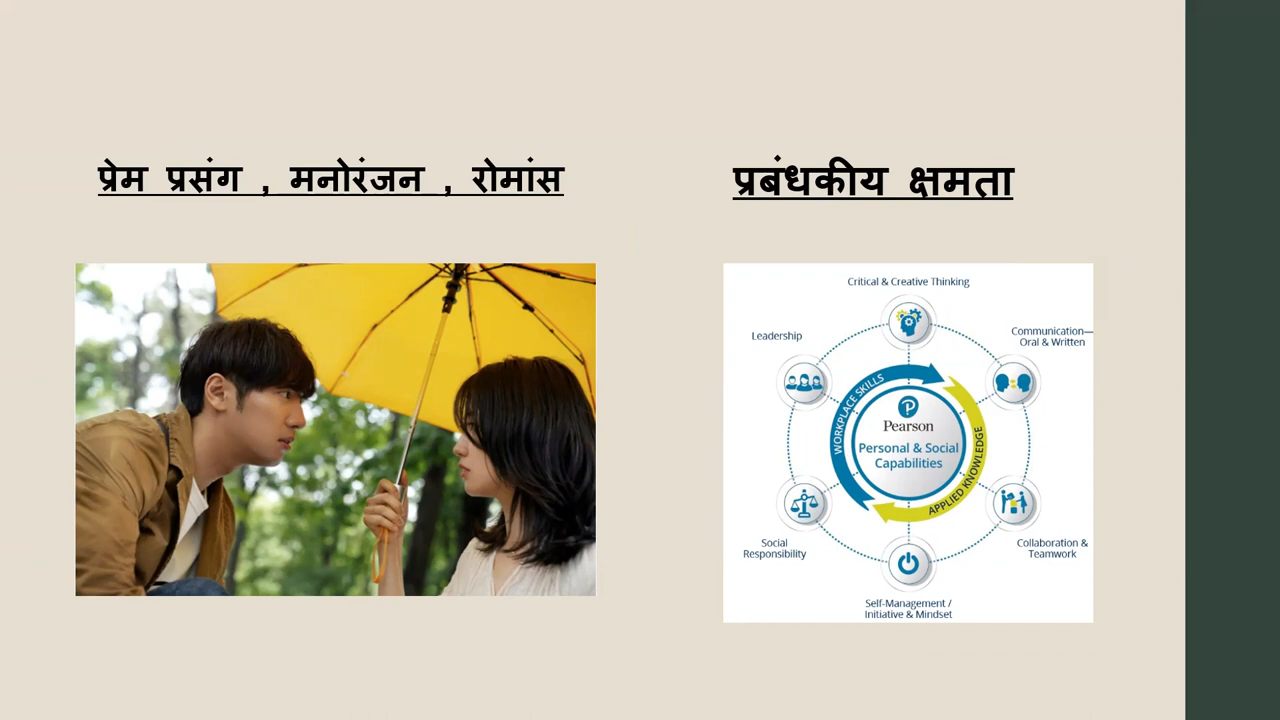 प्रेम प्रसंग , मनोरंजन , रोमांस
प्रबंधकीय क्षमता
Critical & Creative Thinking
Leadership
Communication—
Oral & Written
WORKPLACE SKILLS
P
Pearson
Personal & Social
Capabilities
APPLIED KNOWLEDGE
Social
Responsibility
Collaboration &
Teamwork
Self-Management /
Initiative & Mindset